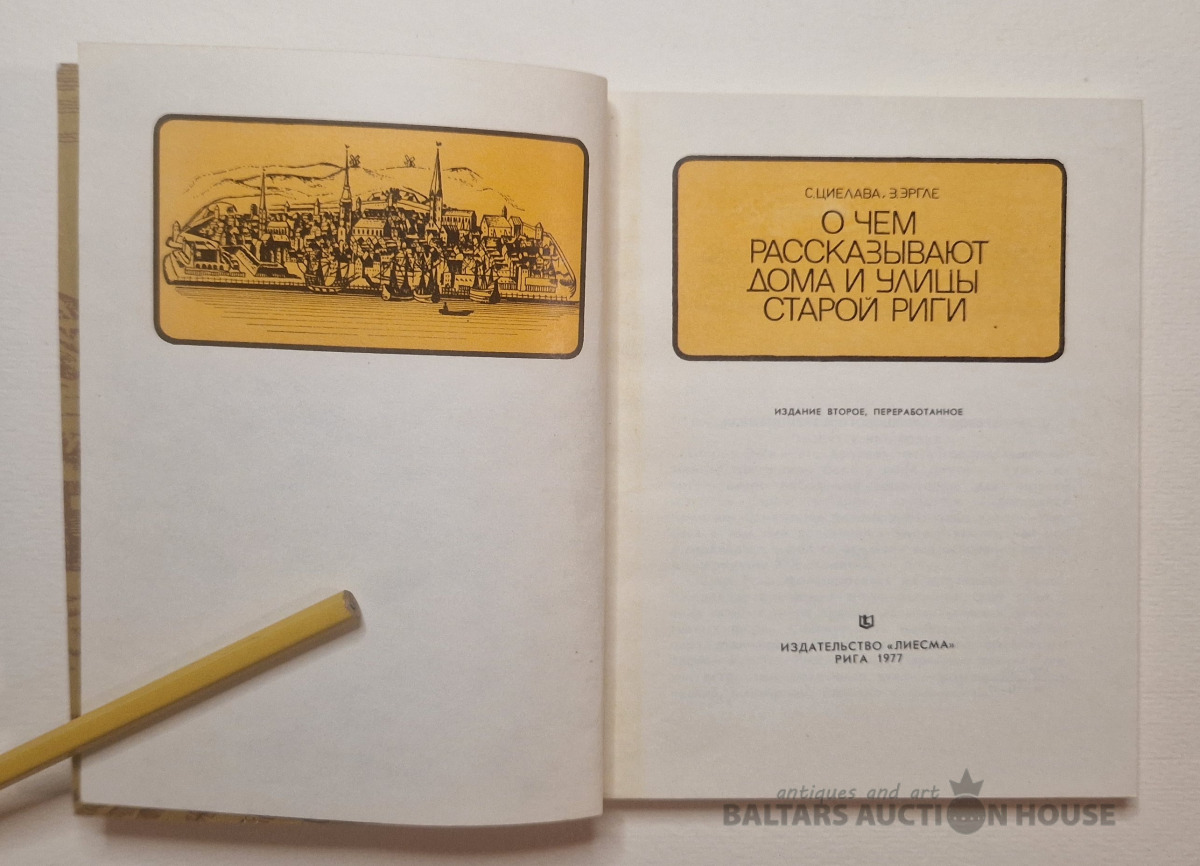 С.ЦИЕЛАВА, З.ЭРГЛЕ
О ЧЕМ
РАССКАЗЫВАЮТ
ДОМА И УЛИЦЫ
СТАРОЙ РИГИ
ИЗДАНИЕ ВТОРОЕ, ПЕРЕРАБОТАННОЕ
ИЗДАТЕЛЬСТВО «ЛИЕСМА»
РИГА 1977
antiques and art
BALTARS AUCTION HOUSE